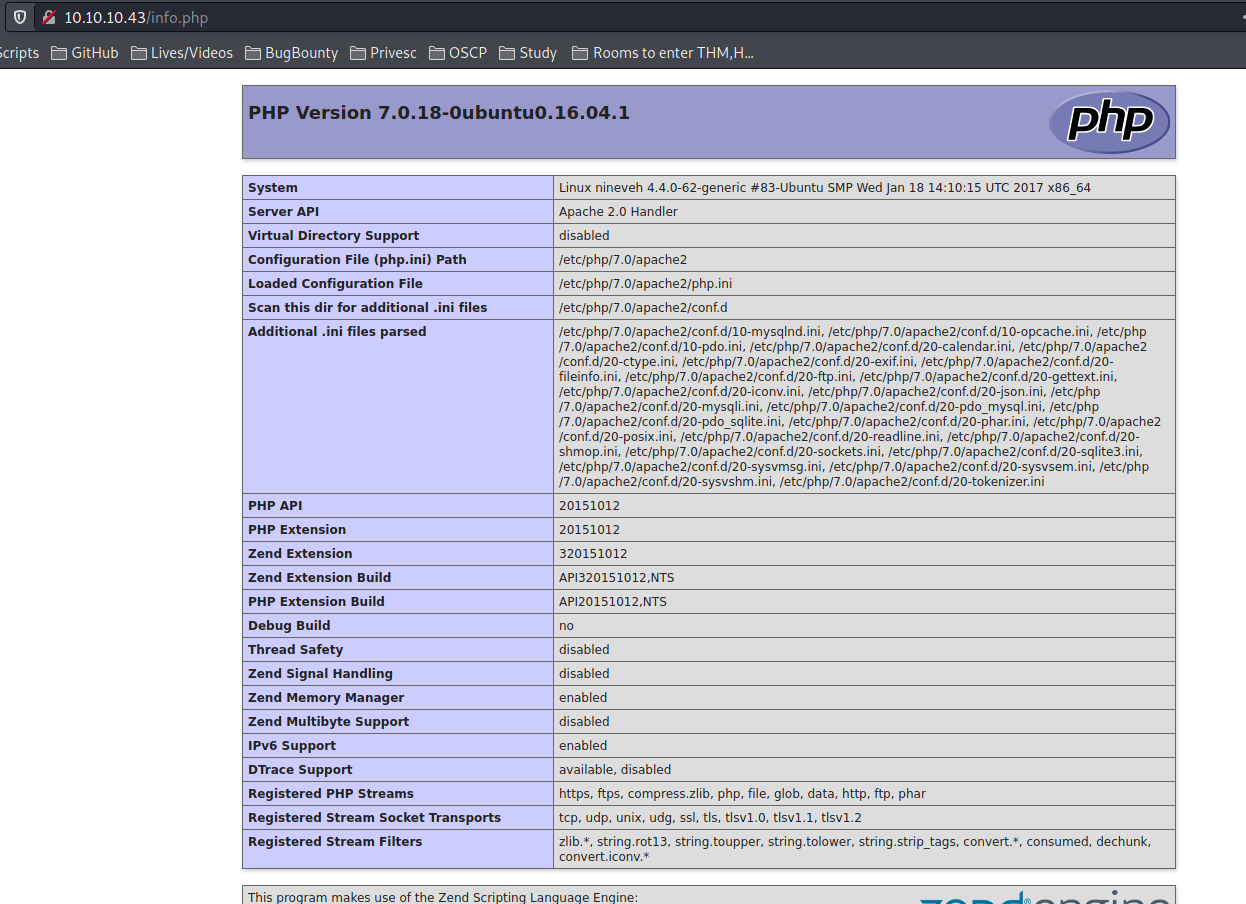 10.10.10.43/info.php
Scripts GitHub Lives/Videos BugBounty Privesc OSCP Study Rooms to enter THM,H...
PHP Version 7.0.18-0ubuntu0.16.04.1 php
System Linux nineveh 4.4.0-62-generic #83-Ubuntu SMP Wed Jan 18 14:10:15 UTC 2017 x86_64
Server API Apache 2.0 Handler
Virtual Directory Support disabled
Configuration File (php.ini) Path /etc/php/7.0/apache2
Loaded Configuration File /etc/php/7.0/apache2/php.ini
Scan this dir for additional .ini files /etc/php/7.0/apache2/conf.d
Additional .ini files parsed /etc/php/7.0/apache2/conf.d/10-mysqlnd.ini, /etc/php/7.0/apache2/conf.d/10-opcache.ini, /etc/php
/7.0/apache2/conf.d/10-pdo.ini, /etc/php/7.0/apache2/conf.d/20-calendar.ini, /etc/php/7.0/apache2
/conf.d/20-ctype.ini, /etc/php/7.0/apache2/conf.d/20-exif.ini, /etc/php/7.0/apache2/conf.d/20-
fileinfo.ini, /etc/php/7.0/apache2/conf.d/20-ftp.ini, /etc/php/7.0/apache2/conf.d/20-gettext.ini,
/etc/php/7.0/apache2/conf.d/20-iconv.ini, /etc/php/7.0/apache2/conf.d/20-json.ini, /etc/php
/7.0/apache2/conf.d/20-mysqli.ini, /etc/php/7.0/apache2/conf.d/20-pdo_mysql.ini, /etc/php
/7.0/apache2/conf.d/20-pdo_sqlite.ini, /etc/php/7.0/apache2/conf.d/20-phar.ini, /etc/php/7.0/apache2
/conf.d/20-posix.ini, /etc/php/7.0/apache2/conf.d/20-readline.ini, /etc/php/7.0/apache2/conf.d/20-
shmop.ini, /etc/php/7.0/apache2/conf.d/20-sockets.ini, /etc/php/7.0/apache2/conf.d/20-sqlite3.ini,
/etc/php/7.0/apache2/conf.d/20-sysvmsg.ini, /etc/php/7.0/apache2/conf.d/20-sysvsem.ini, /etc/php
/7.0/apache2/conf.d/20-sysvshm.ini, /etc/php/7.0/apache2/conf.d/20-tokenizer.ini
PHP API 20151012
PHP Extension 20151012
Zend Extension 320151012
Zend Extension Build API320151012,NTS
PHP Extension Build API20151012,NTS
Debug Build no
Thread Safety disabled
Zend Signal Handling disabled
Zend Memory Manager enabled
Zend Multibyte Support disabled
IPv6 Support enabled
DTrace Support available, disabled
Registered PHP Streams https, ftps, compress.zlib, php, file, glob, data, http, ftp, phar
Registered Stream Socket Transports tcp, udp, unix, udg, ssl, tls, tlsv1.0, tlsv1.1, tlsv1.2
Registered Stream Filters zlib.*, string.rot13, string.toupper, string.tolower, string.strip_tags, convert.*, consumed, dechunk,
convert.iconv.*
This program makes use of the Zend Scripting Language Engine: zend® engine